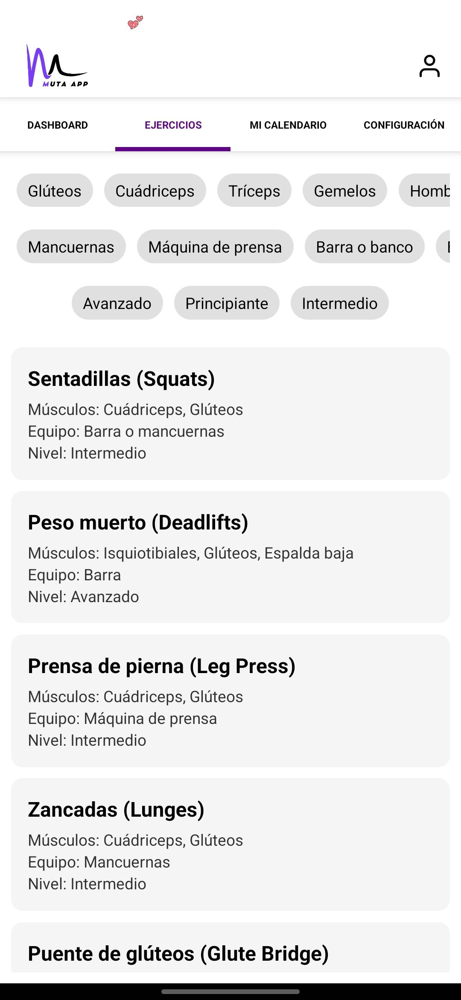 MUTA APP
DASHBOARD EJERCICIOS MI CALENDARIO CONFIGURACIÓN
Glúteos Cuádriceps Tríceps Gemelos Homb
Mancuernas Máquina de prensa Barra o banco
Avanzado Principiante Intermedio
Sentadillas (Squats)
Músculos: Cuádriceps, Glúteos
Equipo: Barra o mancuernas
Nivel: Intermedio
Peso muerto (Deadlifts)
Músculos: Isquiotibiales, Glúteos, Espalda baja
Equipo: Barra
Nivel: Avanzado
Prensa de pierna (Leg Press)
Músculos: Cuádriceps, Glúteos
Equipo: Máquina de prensa
Nivel: Intermedio
Zancadas (Lunges)
Músculos: Cuádriceps, Glúteos
Equipo: Mancuernas
Nivel: Intermedio
Puente de glúteos (Glute Bridge)